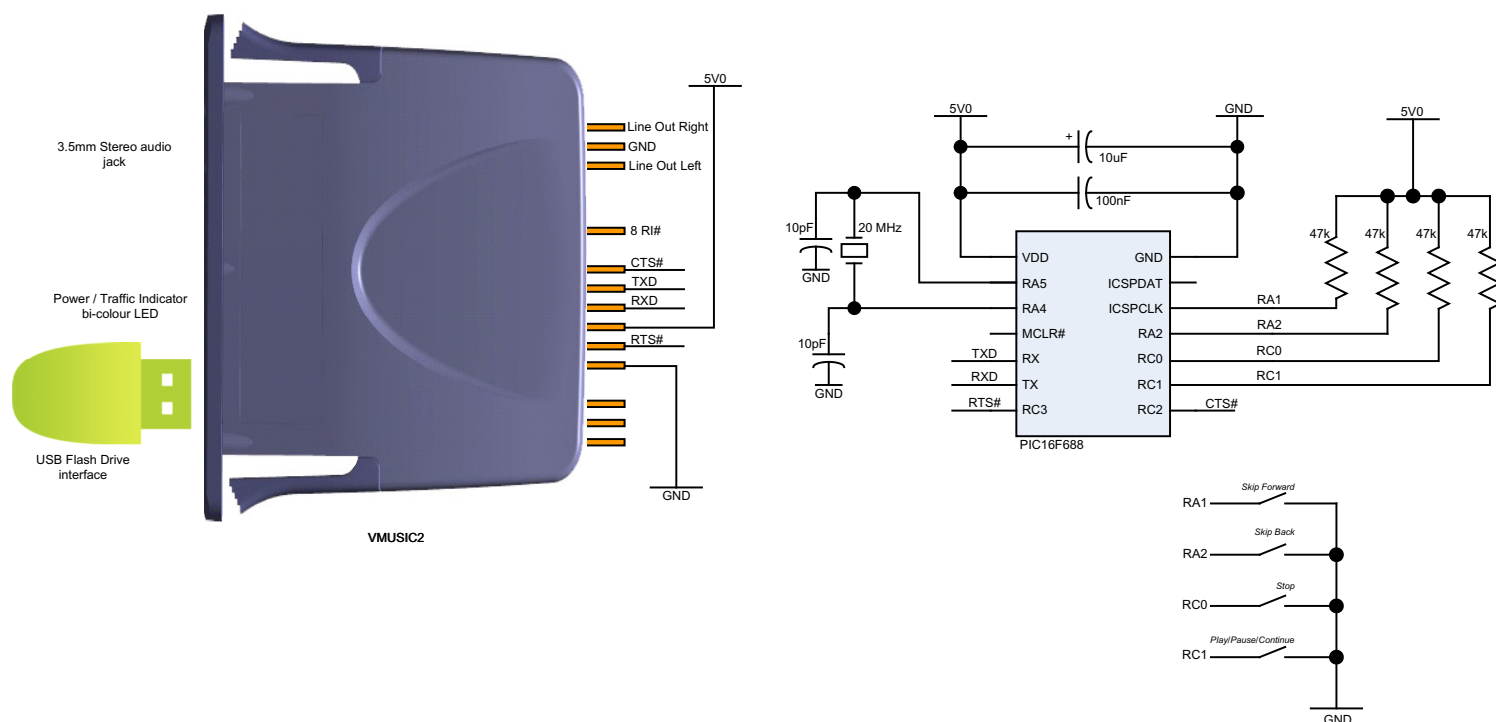 3.5mm Stereo audio
jack
Power / Traffic Indicator
bi-colour LED
USB Flash Drive
interface
VMUSIC2
5V0
Line Out Right
GND
Line Out Left
8 RI#
CTS#
TXD
RXD
RTS#
GND
5V0
GND
+
10uF
100nF
10pF
20 MHz
GND
10pF
GND
VDD
RA5
RA4
MCLR#
RX
TX
RC3
GND
ICSPDAT
ICSPCLK
RA2
RC0
RC1
RC2
TXD
RXD
RTS#
PIC16F688
RA1
RA2
RC0
RC1
CTS#
5V0
47k
47k
47k
47k
RA1
Skip Forward
RA2
Skip Back
RC0
Stop
RC1
Play/Pause/Continue
GND